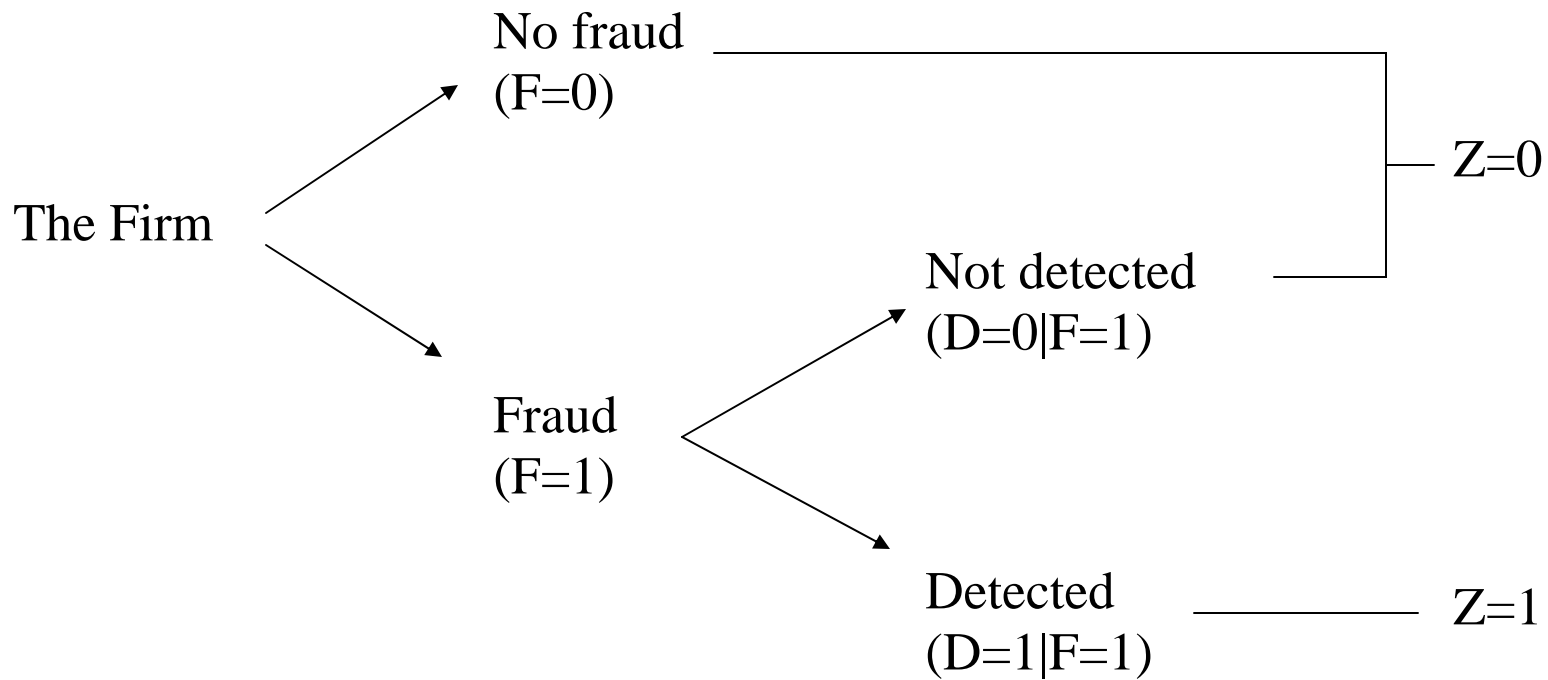 No fraud
(F=0)
Z=0
The Firm
Not detected
(D=0|F=1)
Fraud
(F=1)
Detected
(D=1|F=1)
Z=1